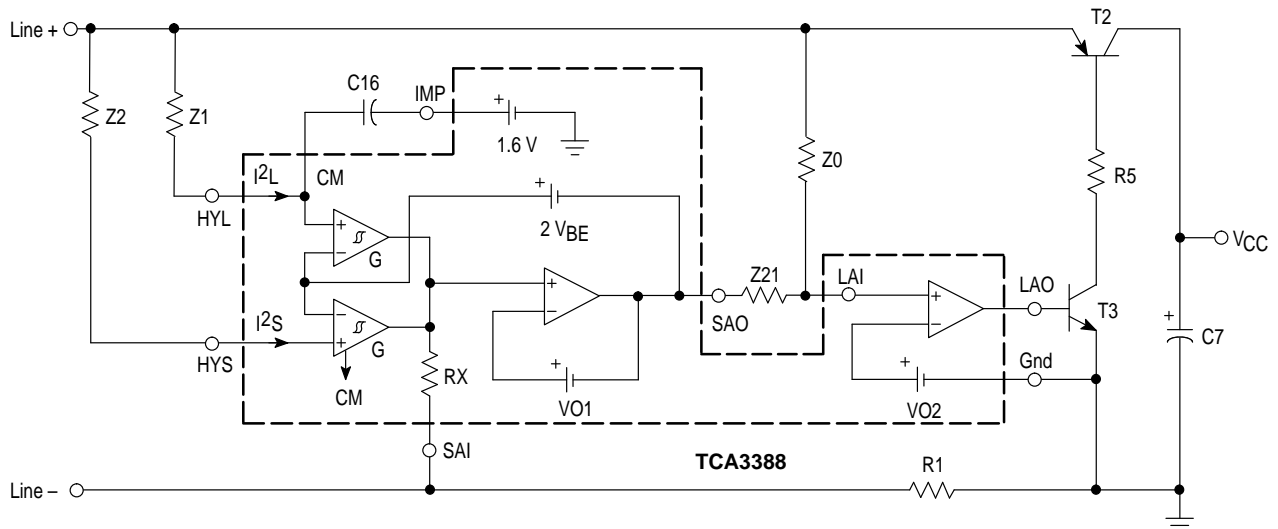 T2
Line +
C16
IMP
+
Z2
Z1
1.6 V
Z0
R5
I2L
CM
HYL
+
2 VBE
VCC
+
–
G
Z21
LAI
LAO
T3
+
C7
–
+
G
+
–
SAO
+
–
I2S
HYS
RX
Gnd
CM
+
VO1
+
VO2
SAI
TCA3388
R1
Line –